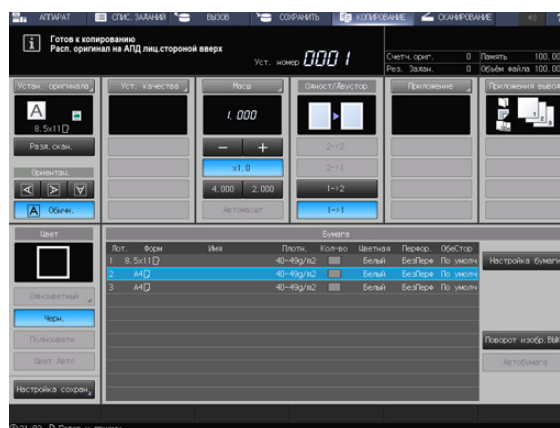 АППАРАТ
СПИС. ЗАДАНИЙ
ВЫЗОВ
СОХРАНИТЬ
КОПИРОВАНИЕ
СКАНИРОВАНИЕ
Готов к копированию
Расп. оригинал на АПД лиц.стороной вверх
Уст. номер 0001
Счетч.ориг. 0
Рез. Задан. 0
Память 100.00
Объём файла 100.00
Устан. оригинала
Уст. качества
Масш
Одност/Двустор
Приложение
Приложения вывод
A
8.5x11
1. 000
1, 2, 3
Разд.скан.
− +
2->2
Ориентац.
x1.0
2->1
4.000 2.000
1->2
A Обычн.
Автомасшт
1->1
Цвет
Бумага
Лот. Форм Имя Плотн. Кол-во Цветная Перфор. ОбеСтор
1 8.5x11 40-49g/m2 Белый БезПерф По умолч
2 A4 40-49g/m2 Белый БезПерф По умолч
3 A4 40-49g/m2 Белый БезПерф По умолч
Настройка бумаги
Одноцветный
Черн.
Полноцветн
Цвет Авто
Поворот изобр.ВЫК
Автобумага
Настройка сохран.